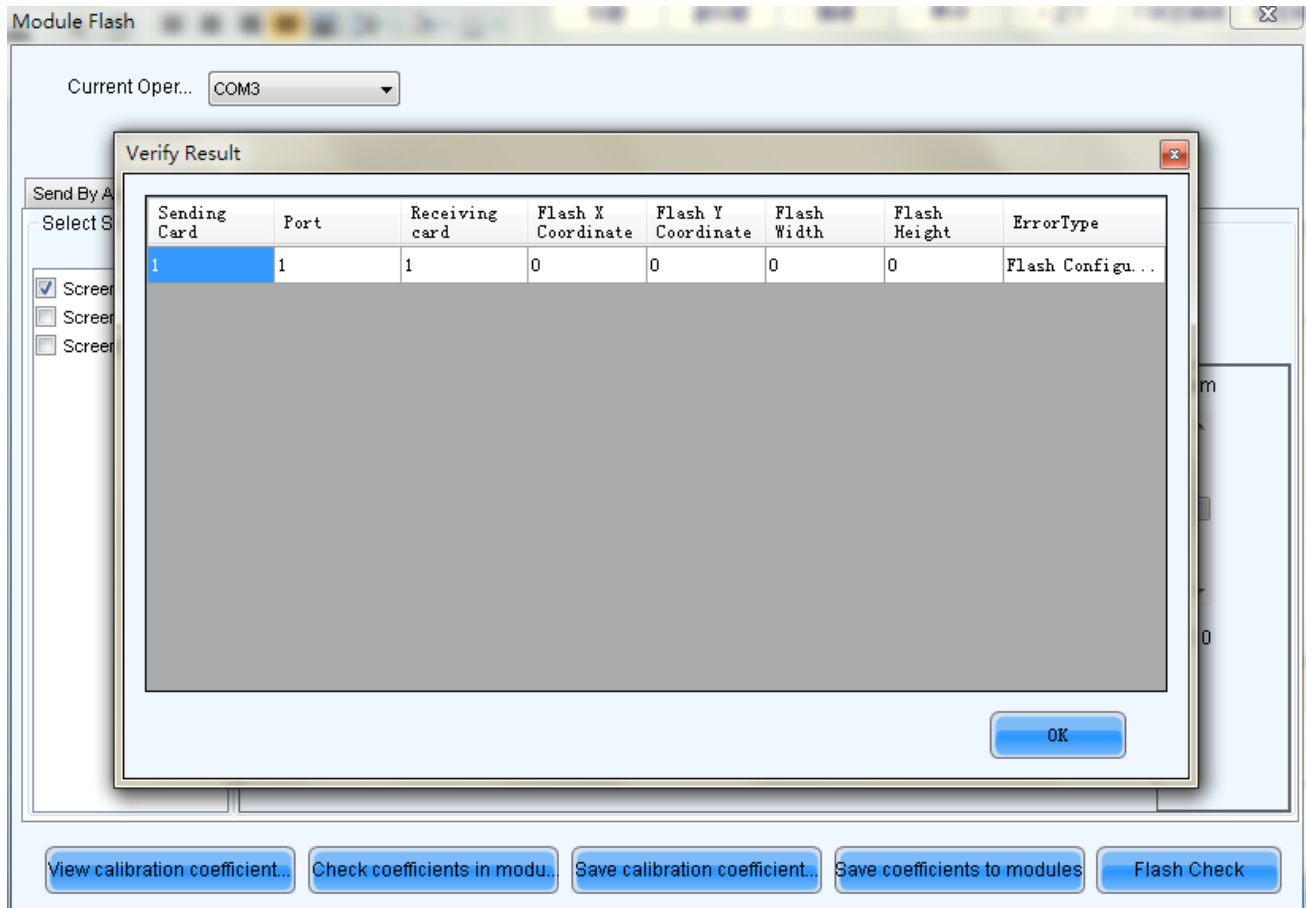 Module Flash
Current Oper... COM3
Verify Result
Send By A
Select S
Sending Card Port Receiving card Flash X Coordinate Flash Y Coordinate Flash Width Flash Height ErrorType
1 1 1 0 0 0 0 Flash Configu...
Screen
Screen
Screen
m
0
OK
View calibration coefficient... Check coefficients in modu... Save calibration coefficient... Save coefficients to modules Flash Check